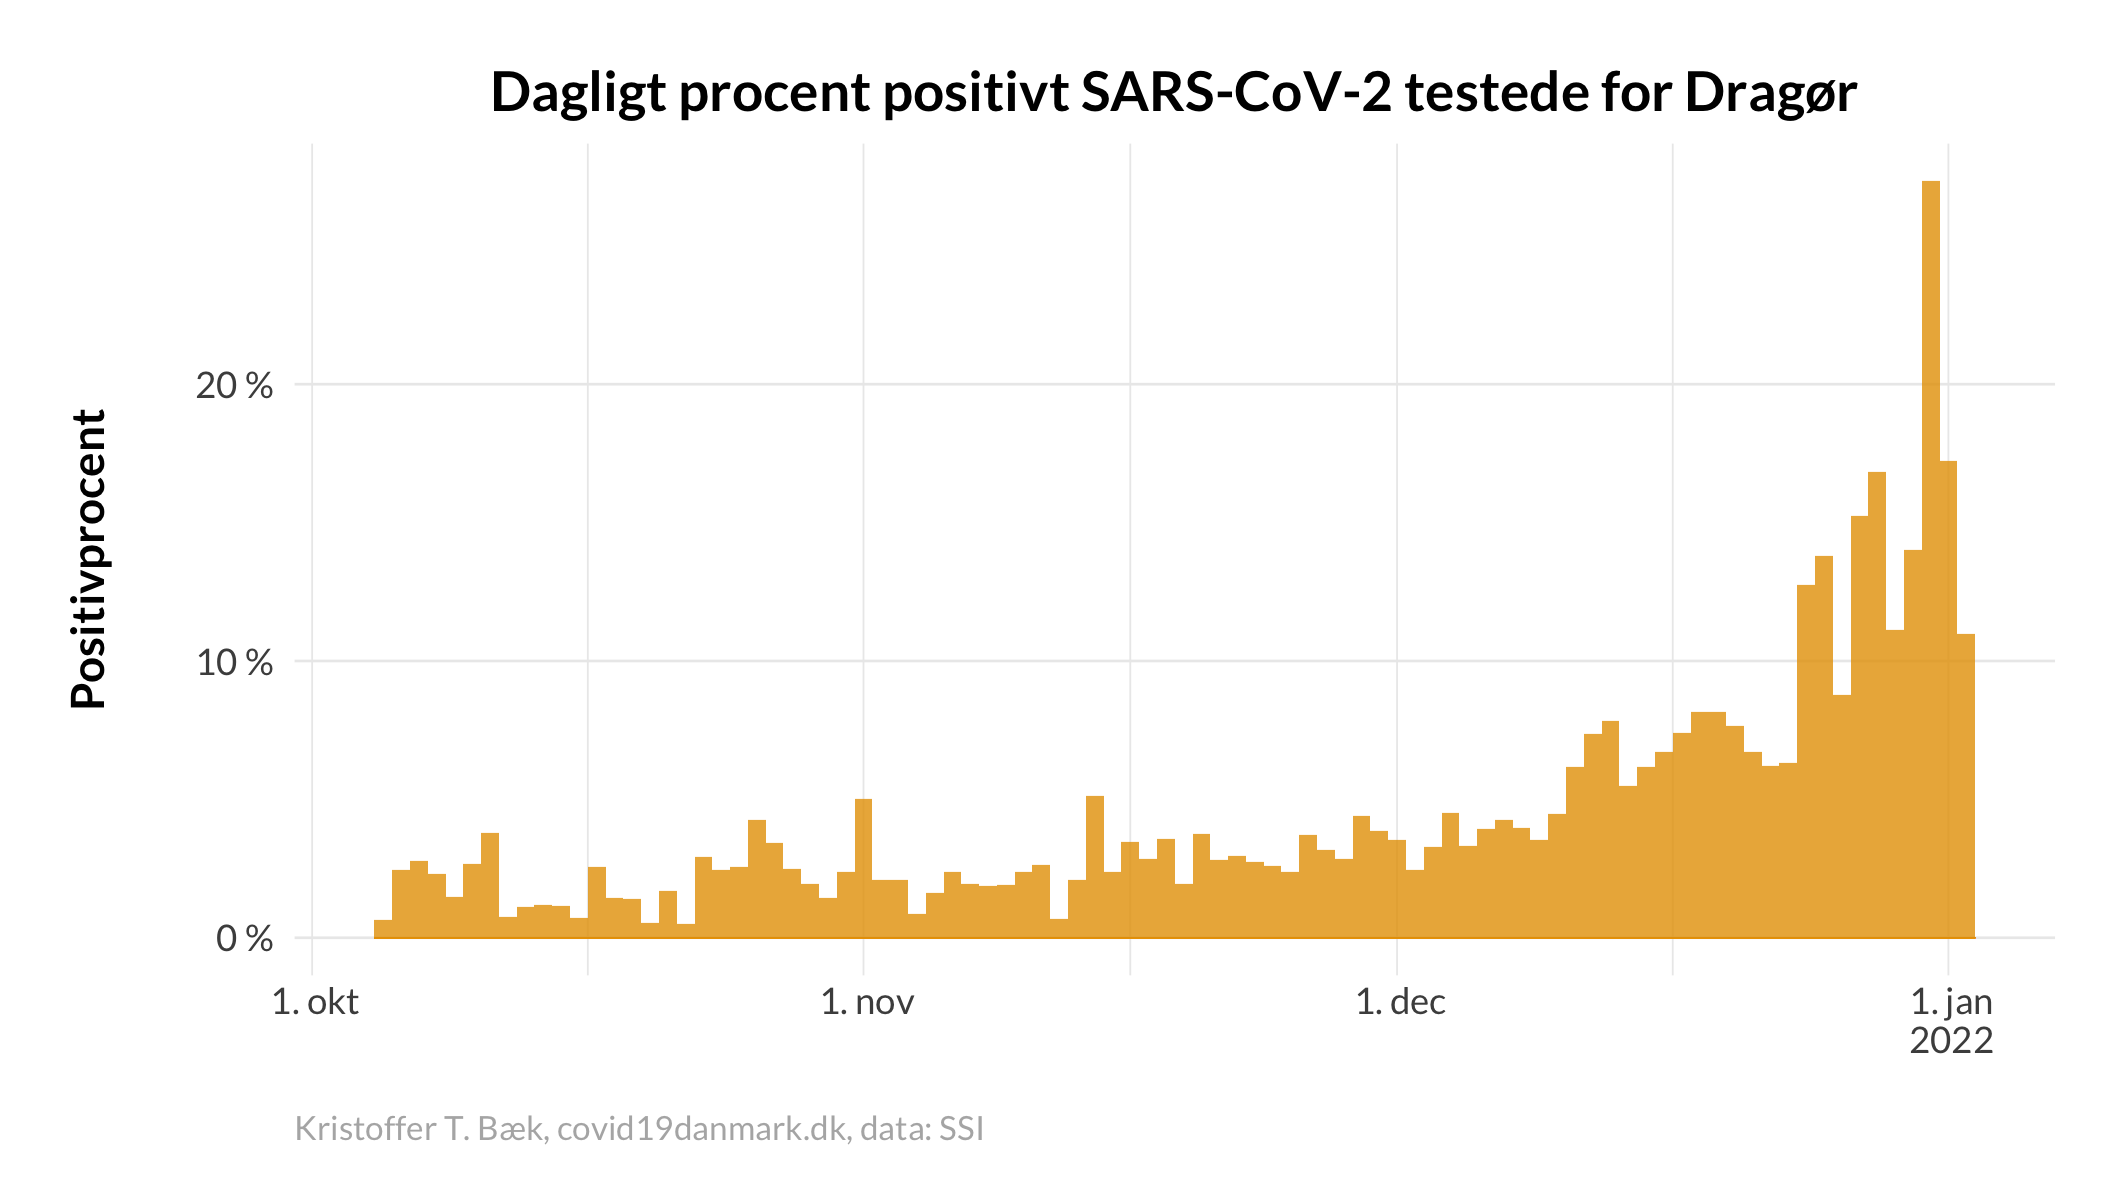 Dagligt procent positivt SARS-CoV-2 testede for Dragør
Positivprocent
20 %
10 %
0 %
1. okt
1. nov
1. dec
1. jan
2022
Kristoffer T. Bæk, covid19danmark.dk, data: SSI